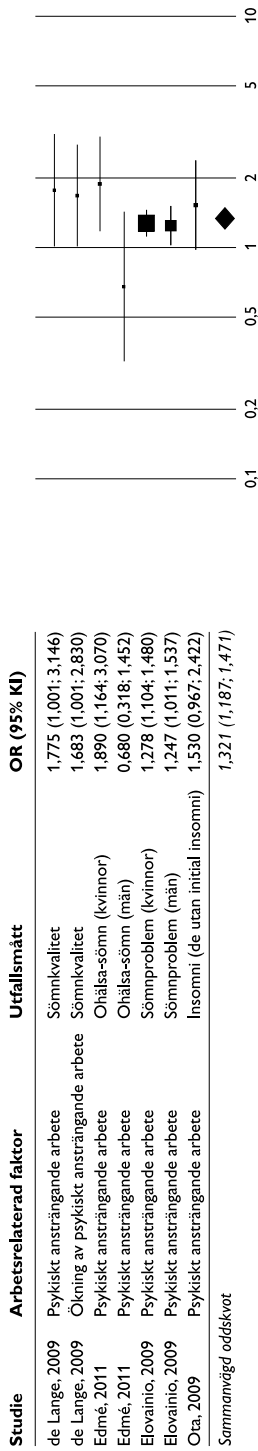 Studie Arbetsrelaterad faktor Utfallsmått OR (95% KI)
de Lange, 2009 Psykiskt ansträngande arbete Sömnkvalitet 1,775 (1,001; 3,146)
de Lange, 2009 Ökning av psykiskt ansträngande arbete Sömnkvalitet 1,683 (1,001; 2,830)
Edmé, 2011 Psykiskt ansträngande arbete Ohälsa-sömn (kvinnor) 1,890 (1,164; 3,070)
Edmé, 2011 Psykiskt ansträngande arbete Ohälsa-sömn (män) 0,680 (0,318; 1,452)
Elovainio, 2009 Psykiskt ansträngande arbete Sömnproblem (kvinnor) 1,278 (1,104; 1,480)
Elovainio, 2009 Psykiskt ansträngande arbete Sömnproblem (män) 1,247 (1,011; 1,537)
Ota, 2009 Psykiskt ansträngande arbete Insomni (de utan initial insomni) 1,530 (0,967; 2,422)
Sammanvägd oddskvot 1,321 (1,187; 1,471)
0,1 0,2 0,5 1 2 5 10